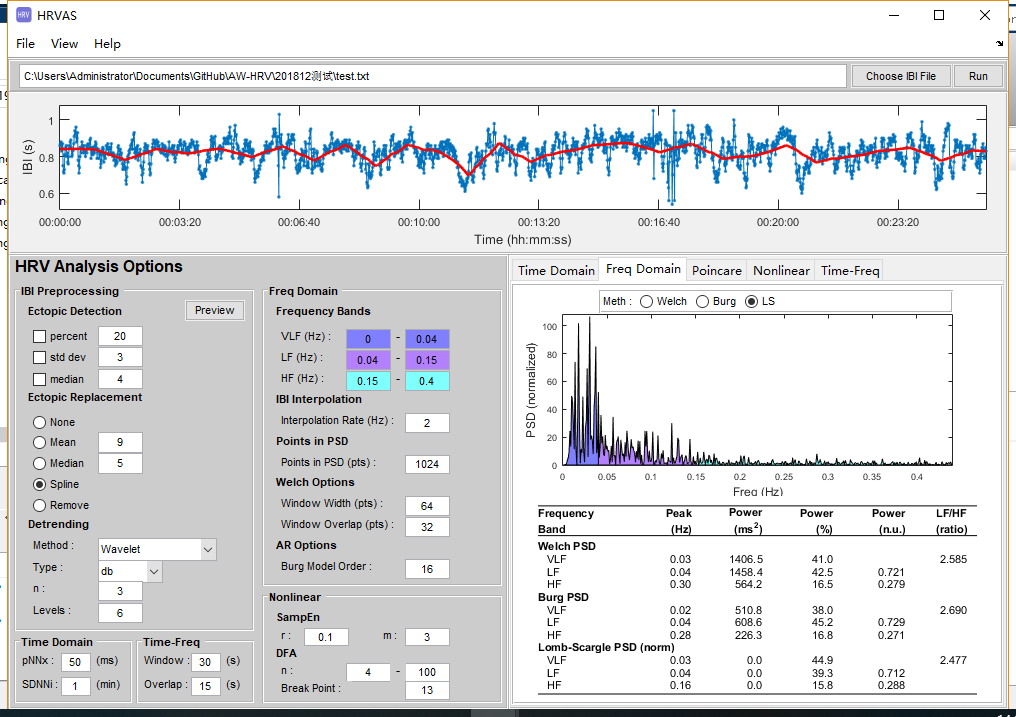 HRV HRVAS
File View Help
C:\Users\Administrator\Documents\GitHub\AW-HRV\201812测试\test.txt Choose IBI File Run
IBI (s)
1
0.8
0.6
00:00:00 00:03:20 00:06:40 00:10:00 00:13:20 00:16:40 00:20:00 00:23:20
Time (hh:mm:ss)
HRV Analysis Options
IBI Preprocessing
Ectopic Detection Preview
percent 20
std dev 3
median 4
Ectopic Replacement
None
Mean 9
Median 5
Spline
Remove
Detrending
Method : Wavelet
Type : db
n : 3
Levels : 6
Time Domain
pNNx : 50 (ms)
SDNNi : 1 (min)
Time-Freq
Window : 30 (s)
Overlap : 15 (s)
Freq Domain
Frequency Bands
VLF (Hz) : 0 - 0.04
LF (Hz) : 0.04 - 0.15
HF (Hz) : 0.15 - 0.4
IBI Interpolation
Interpolation Rate (Hz) : 2
Points in PSD
Points in PSD (pts) : 1024
Welch Options
Window Width (pts) : 64
Window Overlap (pts) : 32
AR Options
Burg Model Order : 16
Nonlinear
SampEn
r : 0.1 m : 3
DFA
n : 4 - 100
Break Point : 13
Time Domain Freq Domain Poincare Nonlinear Time-Freq
Meth : Welch Burg LS
PSD (normalized)
100
80
60
40
20
0
0 0.05 0.1 0.15 0.2 0.25 0.3 0.35 0.4
Freq (Hz)
Frequency Peak Power Power Power LF/HF
Band (Hz) (ms²) (%) (n.u.) (ratio)
Welch PSD
VLF 0.03 1406.5 41.0 2.585
LF 0.04 1458.4 42.5 0.721
HF 0.30 564.2 16.5 0.279
Burg PSD
VLF 0.02 510.8 38.0 2.690
LF 0.04 608.6 45.2 0.729
HF 0.28 226.3 16.8 0.271
Lomb-Scargle PSD (norm)
VLF 0.03 0.0 44.9 2.477
LF 0.04 0.0 39.3 0.712
HF 0.16 0.0 15.8 0.288